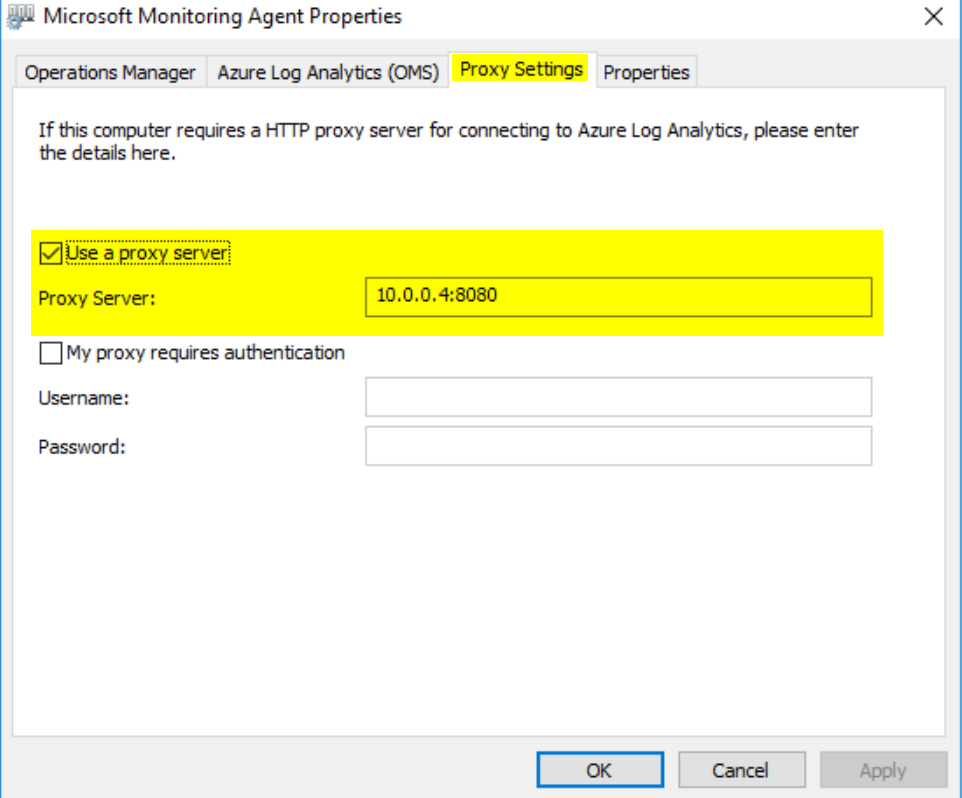 Microsoft Monitoring Agent Properties
Operations Manager Azure Log Analytics (OMS) Proxy Settings Properties
If this computer requires a HTTP proxy server for connecting to Azure Log Analytics, please enter
the details here.
Use a proxy server
Proxy Server: 10.0.0.4:8080
My proxy requires authentication
Username:
Password:
OK Cancel Apply